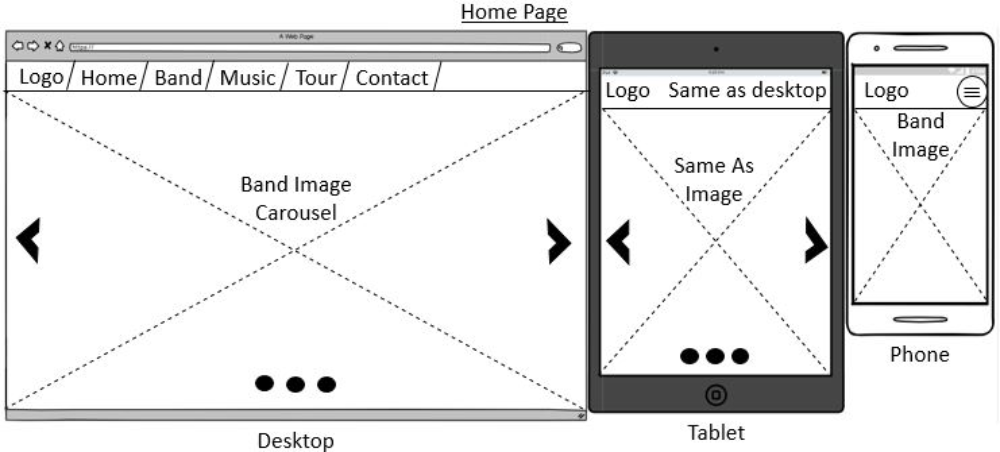 Home Page
A Web Page
https://
Logo Home Band Music Tour Contact
Band Image
Carousel
Desktop
Logo Same as desktop
Same As
Image
Tablet
Logo
Band
Image
Phone